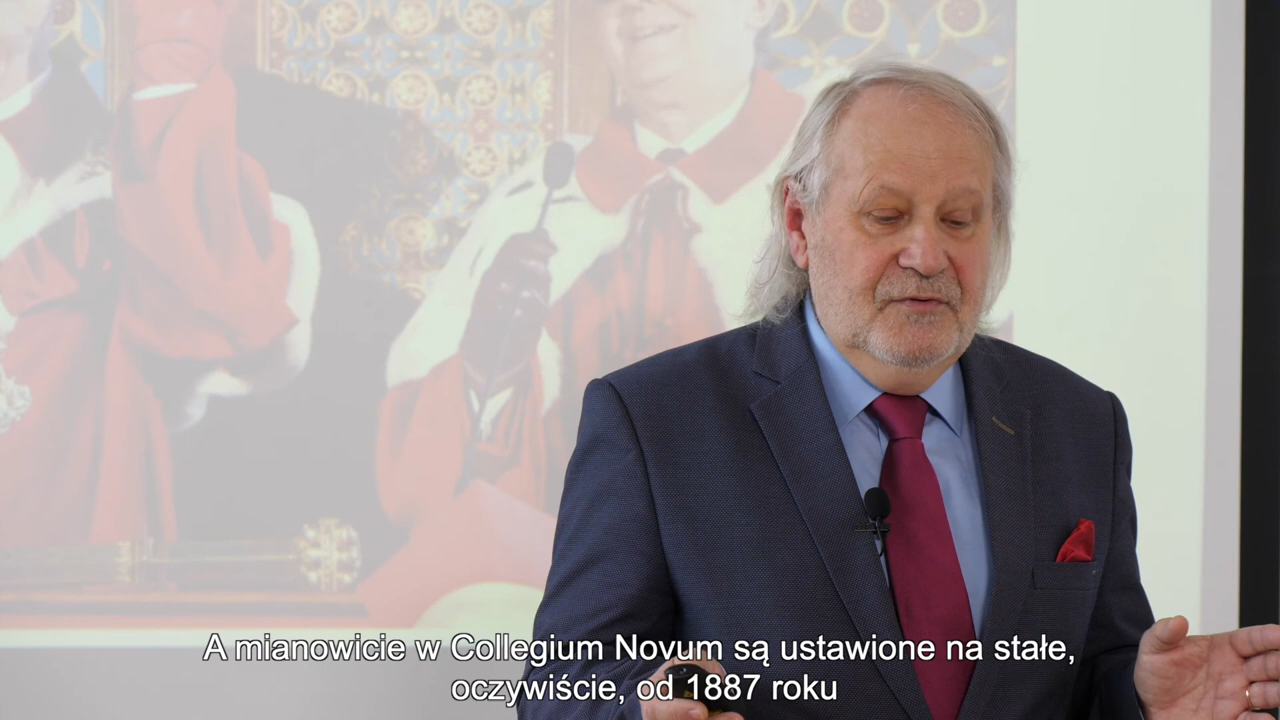 A mianowicie w Collegium Novum są ustawione na stałe,
oczywiście, od 1887 roku